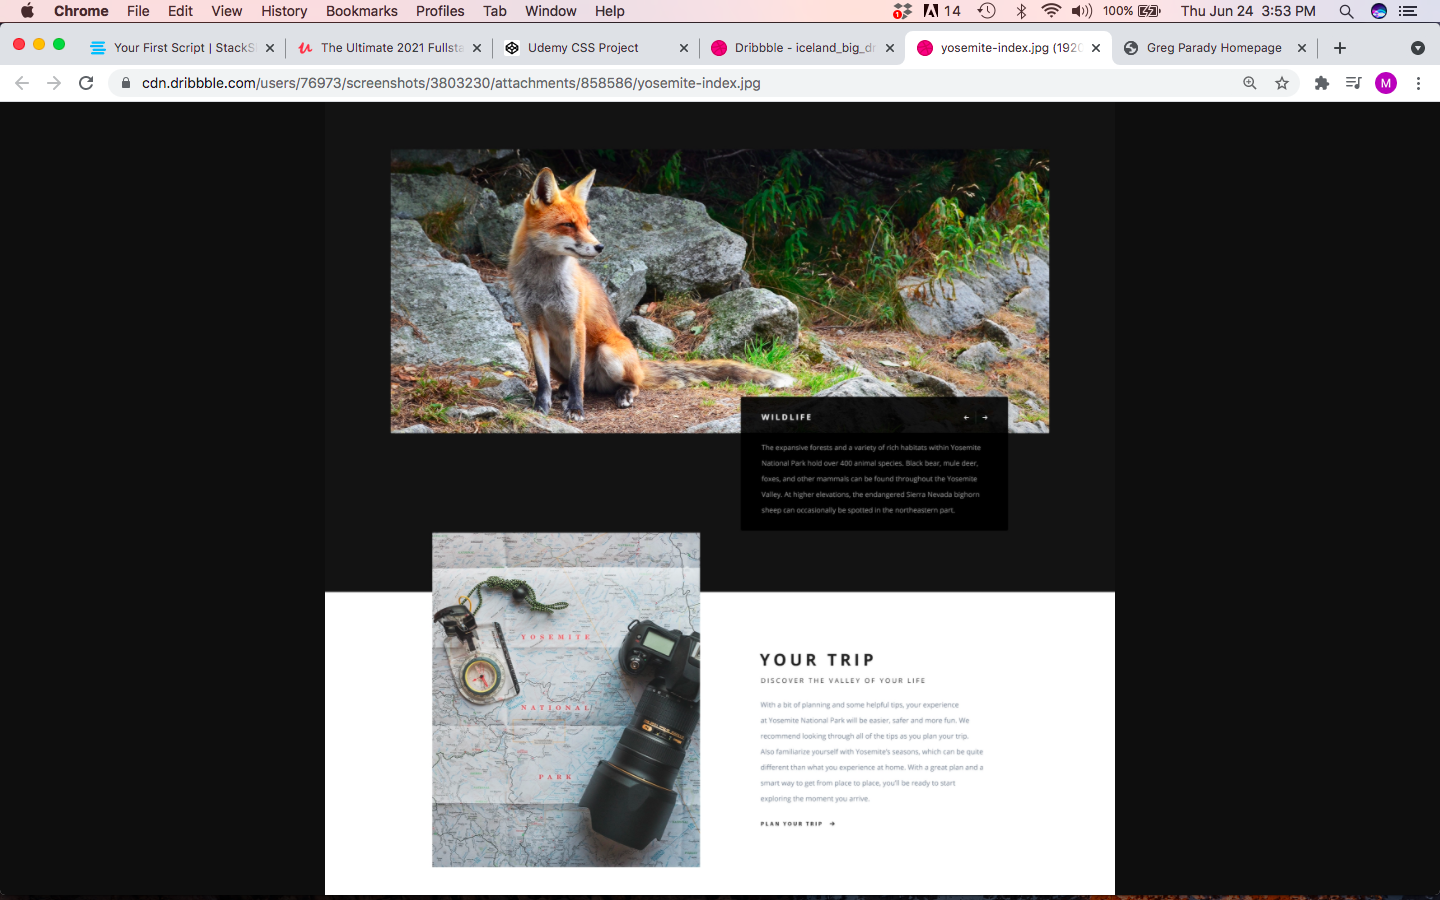 Chrome File Edit View History Bookmarks Profiles Tab Window Help 1 14 100% Thu Jun 24 3:53 PM
Your First Script | StackS The Ultimate 2021 Fullsta Udemy CSS Project Dribbble - iceland_big_dr yosemite-index.jpg (1920 Greg Parady Homepage
cdn.dribbble.com/users/76973/screenshots/3803230/attachments/858586/yosemite-index.jpg M
WILDLIFE
The expansive forests and a variety of rich habitats within Yosemite
National Park hold over 400 animal species. Black bear, mule deer,
foxes, and other mammals can be found throughout the Yosemite
Valley. At higher elevations, the endangered Sierra Nevada bighorn
sheep can occasionally be spotted in the northeastern part.
YOSEMITE
NATIONAL
PARK
YOUR TRIP
DISCOVER THE VALLEY OF YOUR LIFE
With a bit of planning and some helpful tips, your experience
at Yosemite National Park will be easier, safer and more fun. We
recommend looking through all of the tips as you plan your trip.
Also familiarize yourself with Yosemite's seasons, which can be quite
different than what you experience at home. With a great plan and a
smart way to get from place to place, you'll be ready to start
exploring the moment you arrive.
PLAN YOUR TRIP →